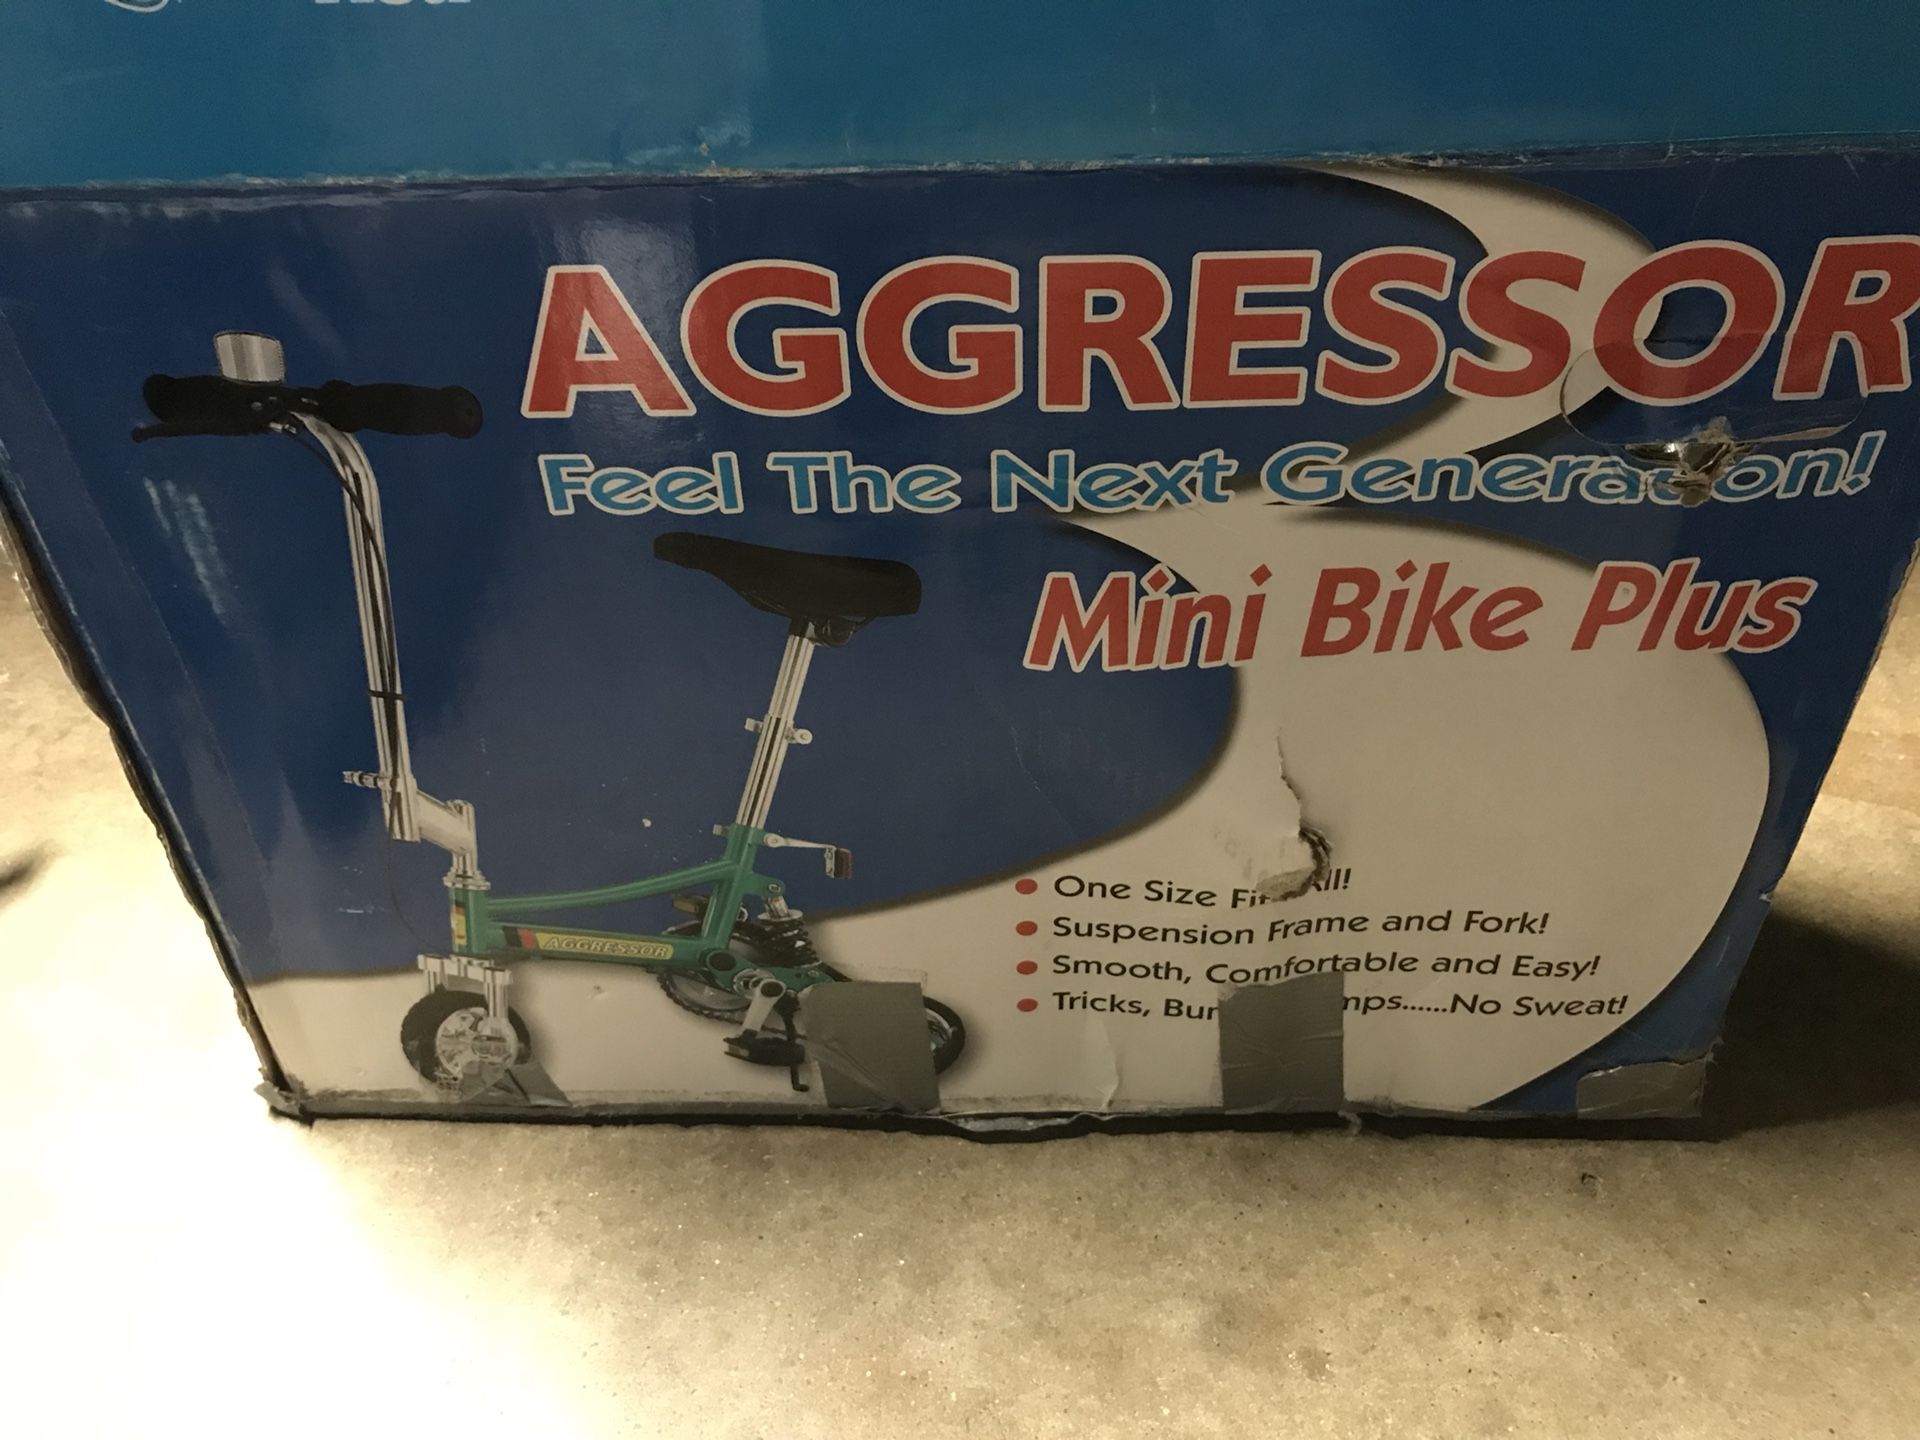 AGGRESSOR
Feel The Next
Mini Bike Plus
AGGRESSOR
• One Size
• Suspension Frame and Fork!
• Smooth, Comfortable and Easy!
• Tricks, ......No Sweat!